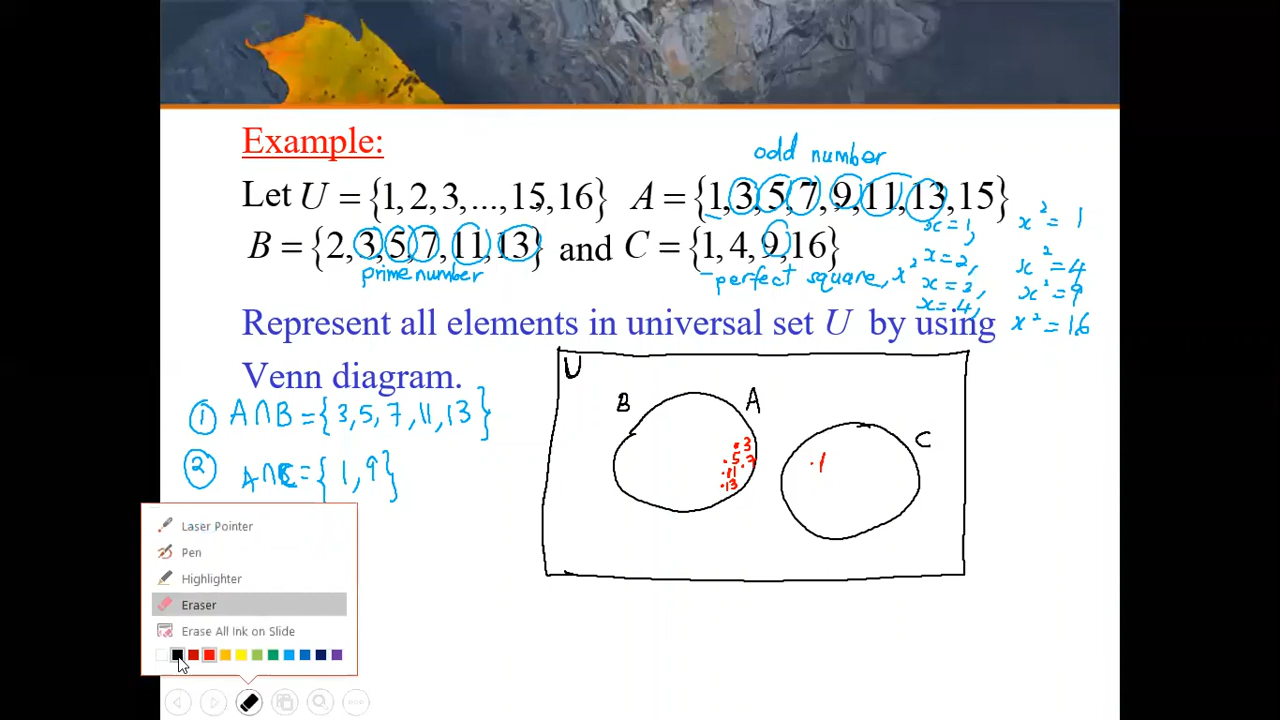 Example:
odd number
Let U = {1, 2, 3, ..., 15, 16} A = {1, 3, 5, 7, 9, 11, 13, 15}
x = 1, x² = 1
B = {2, 3, 5, 7, 11, 13} and C = {1, 4, 9, 16}
prime number
perfect square, x²
x = 2, x² = 4
x = 3, x² = 9
x = 4, x² = 16
Represent all elements in universal set U by using
Venn diagram.
① A∩B = {3, 5, 7, 11, 13}
② A∩C = {1, 9}
U
B
A
C
.3
.5 .7
.11
.13
.1
Laser Pointer
Pen
Highlighter
Eraser
Erase All Ink on Slide